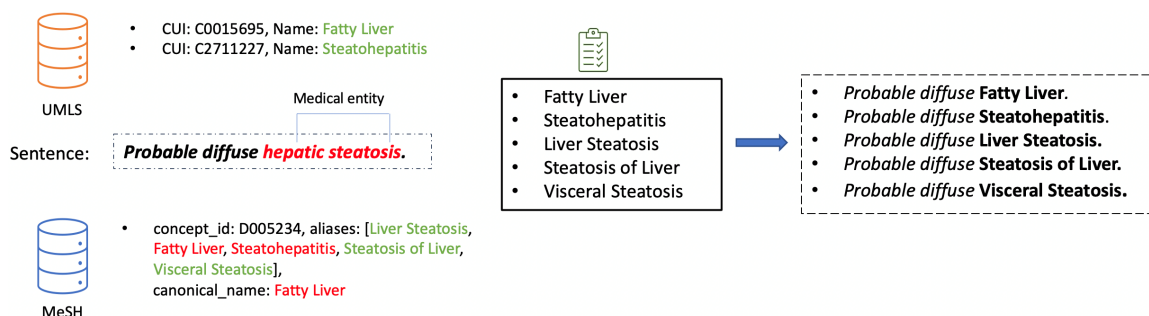 • CUI: C0015695, Name: Fatty Liver
• CUI: C2711227, Name: Steatohepatitis
UMLS
Medical entity
Sentence:
Probable diffuse hepatic steatosis.
• concept_id: D005234, aliases: [Liver Steatosis,
Fatty Liver, Steatohepatitis, Steatosis of Liver,
Visceral Steatosis],
canonical_name: Fatty Liver
MeSH
• Fatty Liver
• Steatohepatitis
• Liver Steatosis
• Steatosis of Liver
• Visceral Steatosis
• Probable diffuse Fatty Liver.
• Probable diffuse Steatohepatitis.
• Probable diffuse Liver Steatosis.
• Probable diffuse Steatosis of Liver.
• Probable diffuse Visceral Steatosis.